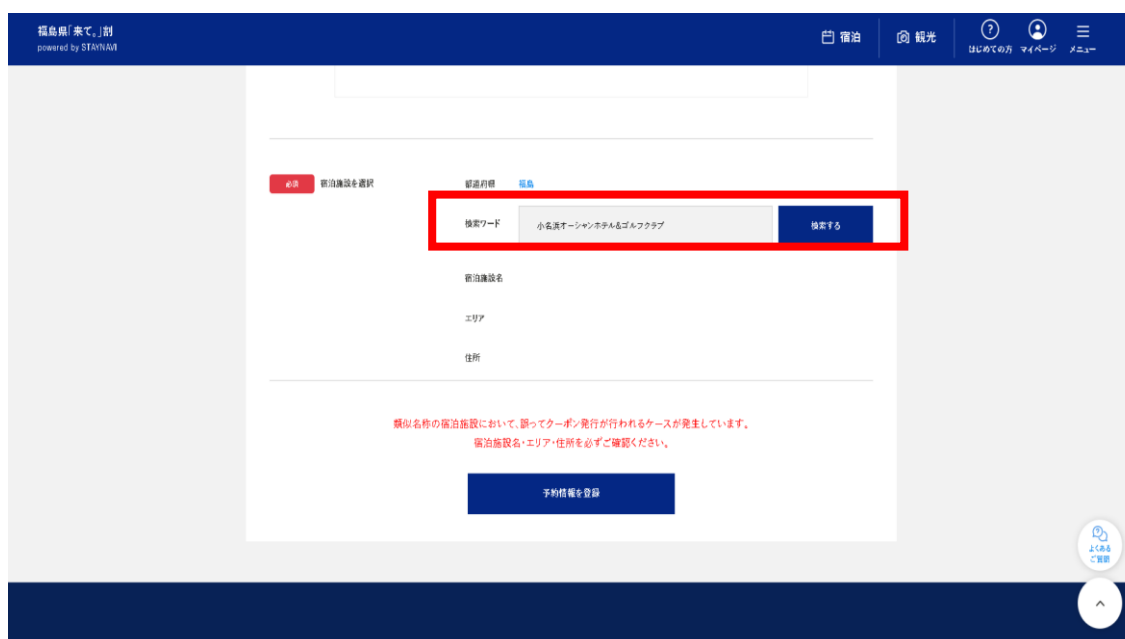 福島県「来て。」割
powered by STAYNAVI
宿泊
観光
はじめての方
マイページ
メニュー
必須
宿泊施設を選択
都道府県 福島
検索ワード
小名浜オーシャンホテル&ゴルフクラブ
検索する
宿泊施設名
エリア
住所
類似名称の宿泊施設において、誤ってクーポン発行が行われるケースが発生しています。
宿泊施設名・エリア・住所を必ずご確認ください。
予約情報を登録
よくある
ご質問